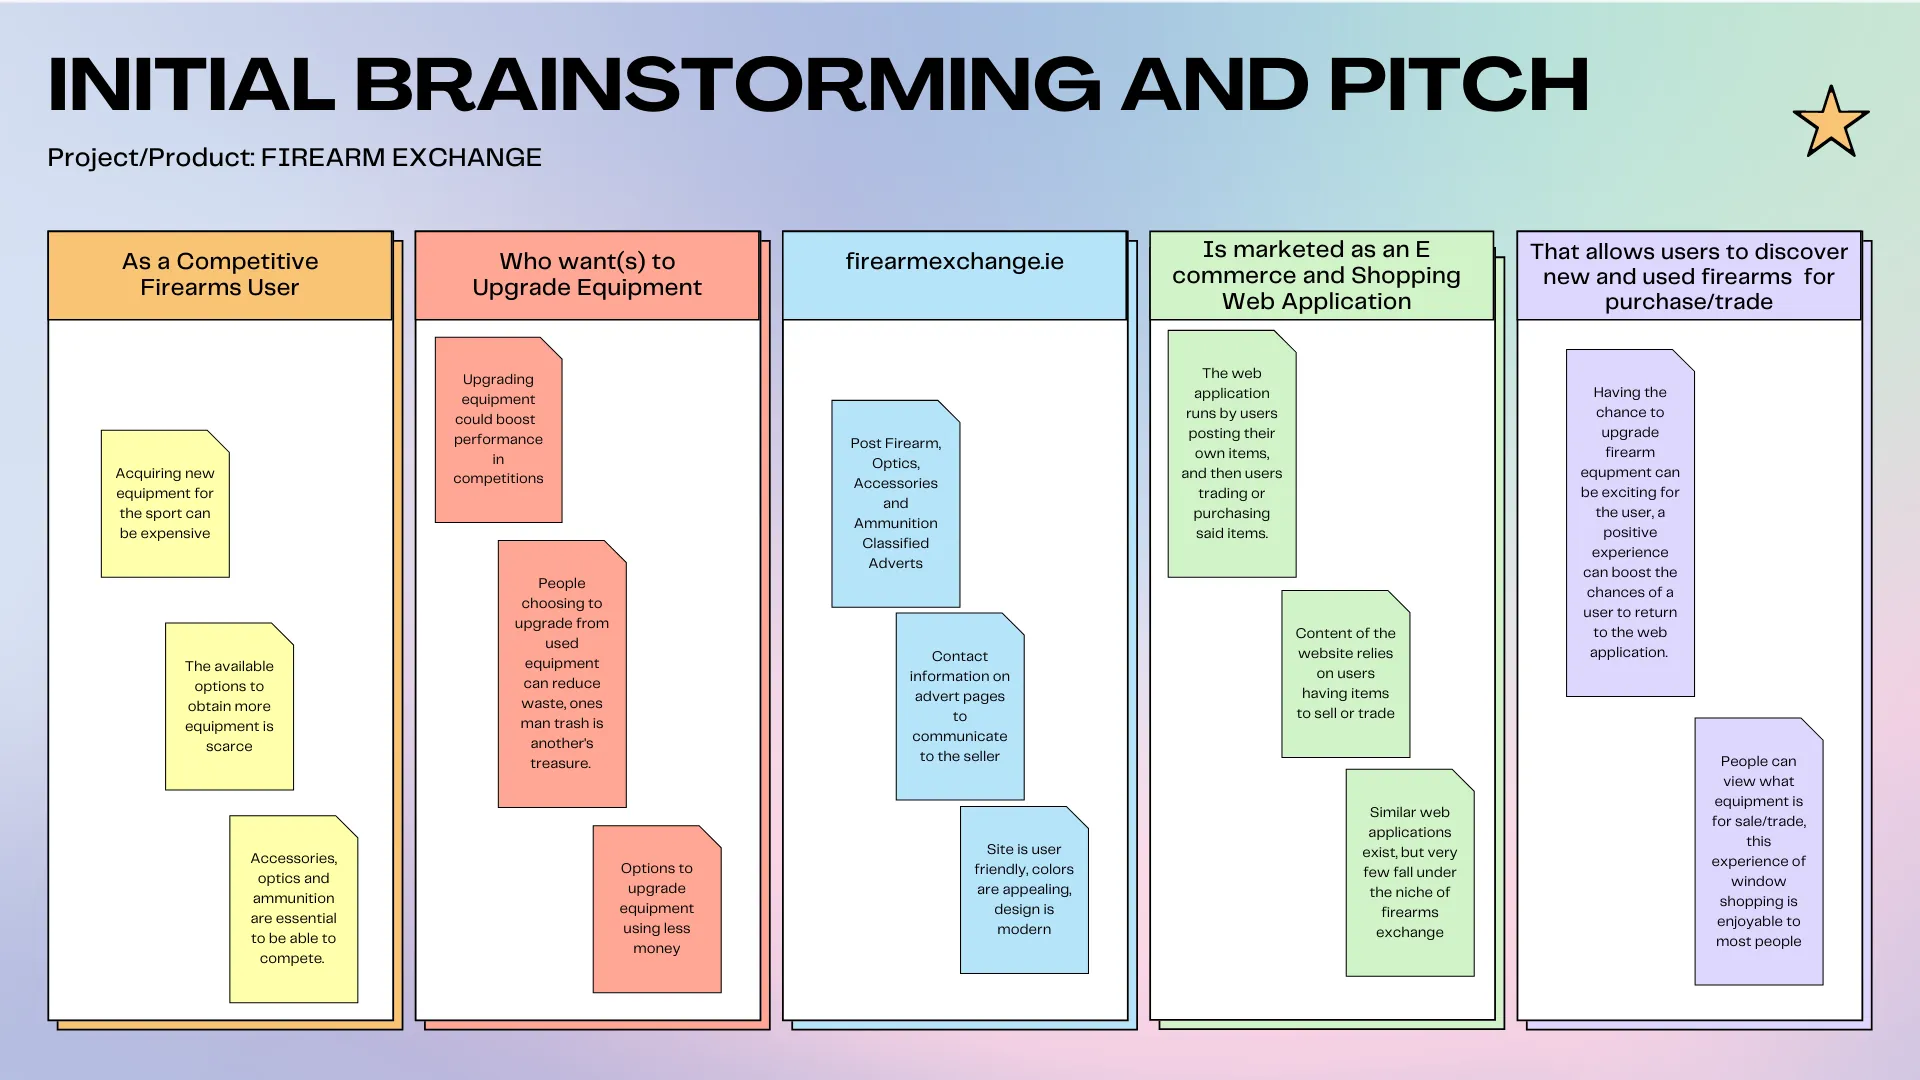 INITIAL BRAINSTORMING AND PITCH
Project/Product: FIREARM EXCHANGE
As a Competitive
Firearms User
Acquiring new
equipment for
the sport can
be expensive
The available
options to
obtain more
equipment is
scarce
Accessories,
optics and
ammunition
are essential
to be able to
compete.
Who want(s) to
Upgrade Equipment
Upgrading
equipment
could boost
performance
in
competitions
People
choosing to
upgrade from
used
equipment
can reduce
waste, ones
man trash is
another's
treasure.
Options to
upgrade
equipment
using less
money
firearmexchange.ie
Post Firearm,
Optics,
Accessories
and
Ammunition
Classified
Adverts
Contact
information on
advert pages
to
communicate
to the seller
Site is user
friendly, colors
are appealing,
design is
modern
Is marketed as an E
commerce and Shopping
Web Application
The web
application
runs by users
posting their
own items,
and then users
trading or
purchasing
said items.
Content of the
website relies
on users
having items
to sell or trade
Similar web
applications
exist, but very
few fall under
the niche of
firearms
exchange
That allows users to discover
new and used firearms for
purchase/trade
Having the
chance to
upgrade
firearm
equpment can
be exciting for
the user, a
positive
experience
can boost the
chances of a
user to return
to the web
application.
People can
view what
equipment is
for sale/trade,
this
experience of
window
shopping is
enjoyable to
most people